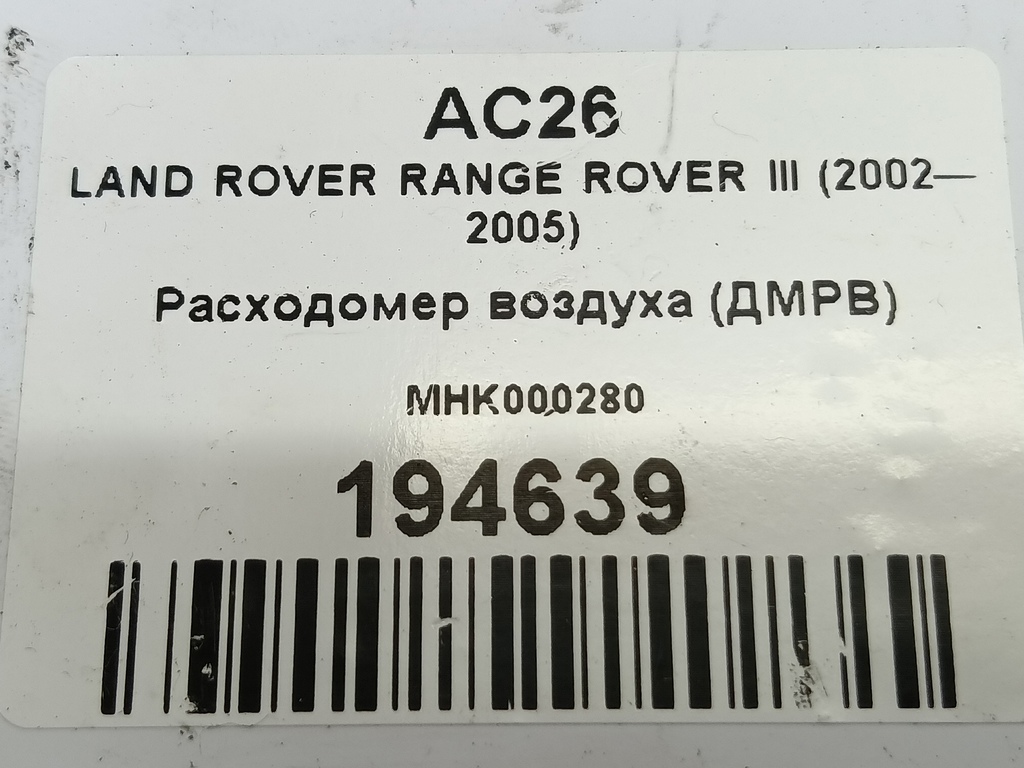 AC26
LAND ROVER RANGE ROVER III (2002—
2005)
Расходомер воздуха (ДМРВ)
MHK000280
194639